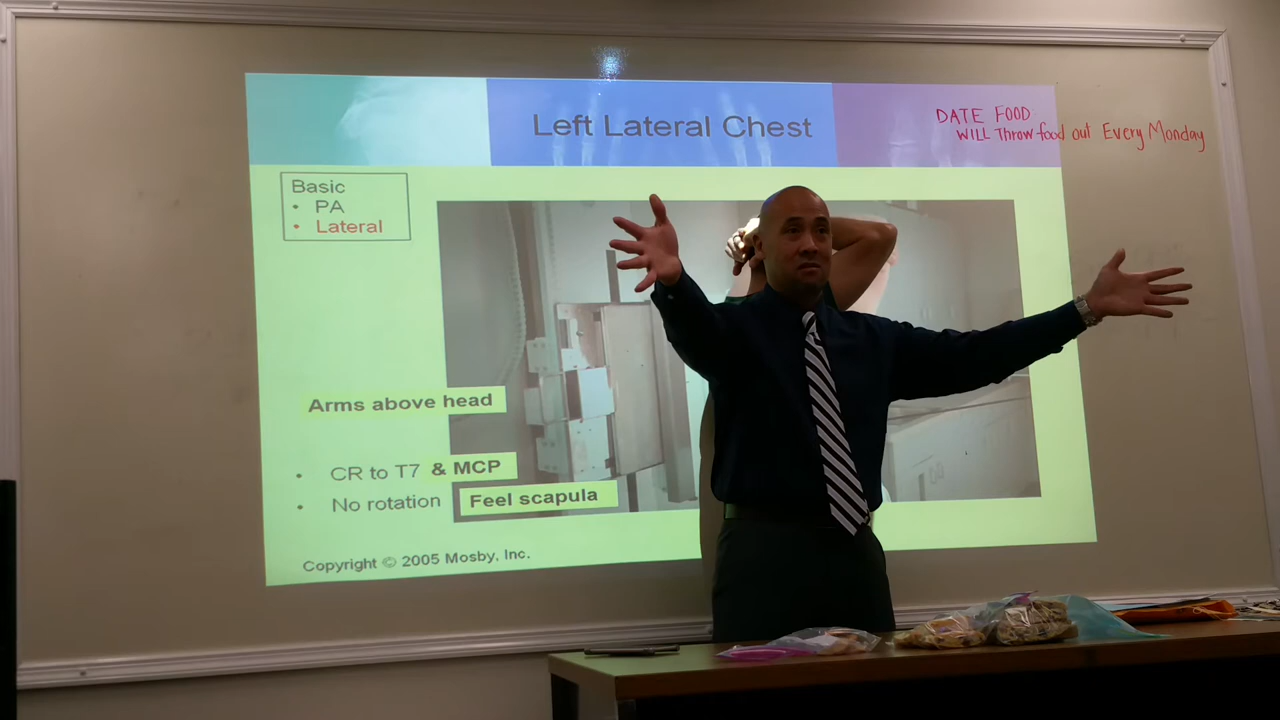 Left Lateral Chest
DATE FOOD
WILL Throw food out Every Monday
Basic
• PA
• Lateral
Arms above head
• CR to T7 & MCP
• No rotation Feel scapula
Copyright © 2005 Mosby, Inc.